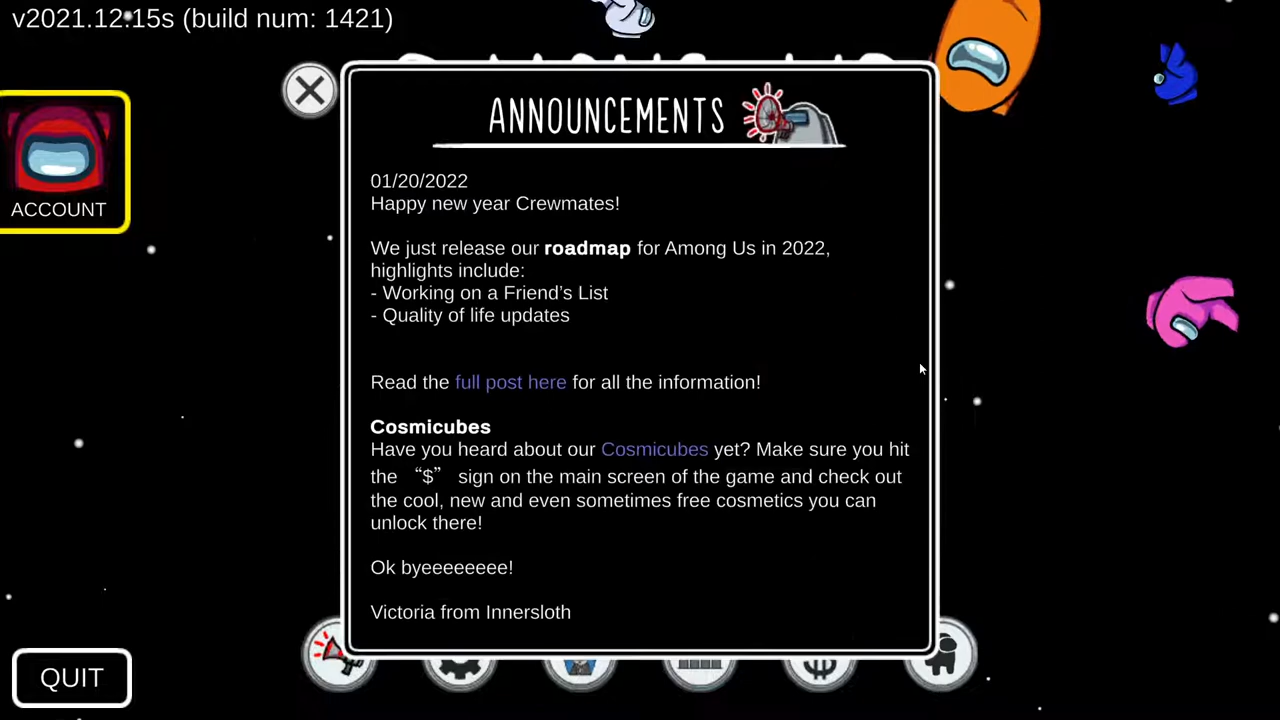 v2021.12.15s (build num: 1421)
ANNOUNCEMENTS
ACCOUNT
01/20/2022
Happy new year Crewmates!
We just release our roadmap for Among Us in 2022,
highlights include:
- Working on a Friend’s List
- Quality of life updates
Read the full post here for all the information!
Cosmicubes
Have you heard about our Cosmicubes yet? Make sure you hit
the “$” sign on the main screen of the game and check out
the cool, new and even sometimes free cosmetics you can
unlock there!
Ok byeeeeeeee!
Victoria from Innersloth
QUIT